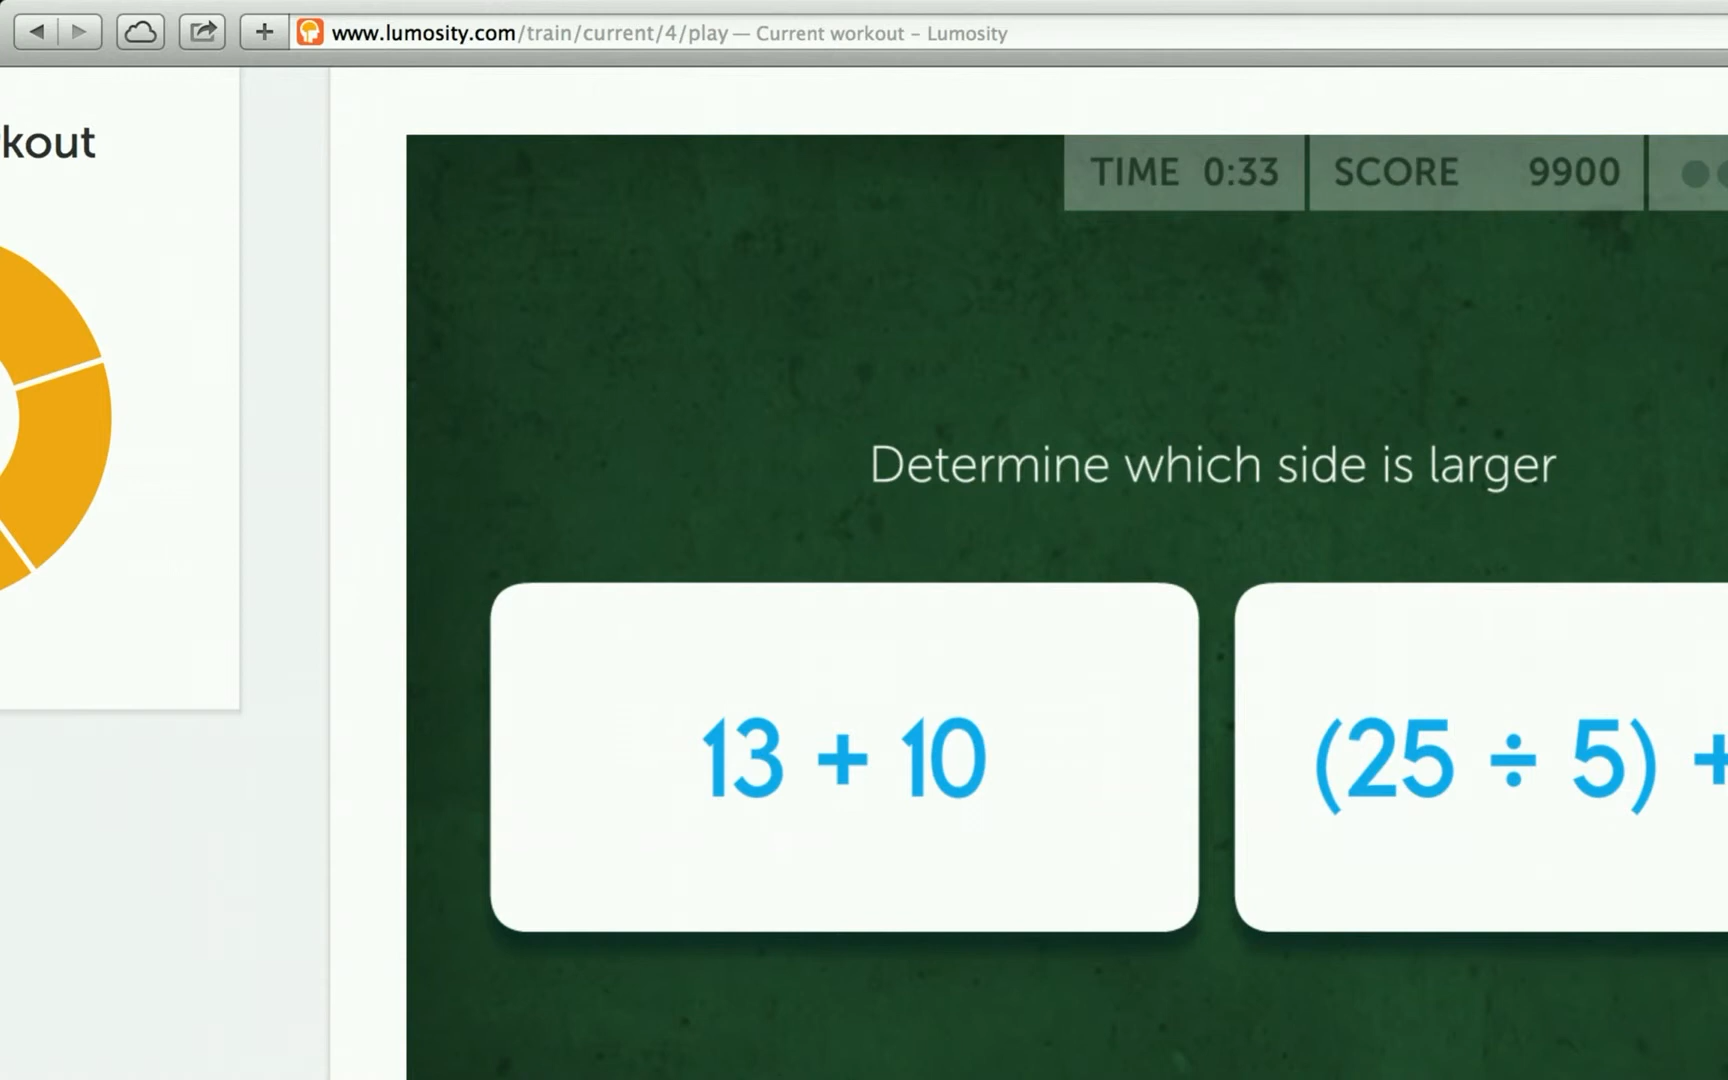 www.lumosity.com/train/current/4/play — Current workout – Lumosity
kout
TIME 0:33 SCORE 9900
Determine which side is larger
13 + 10
(25 ÷ 5) +